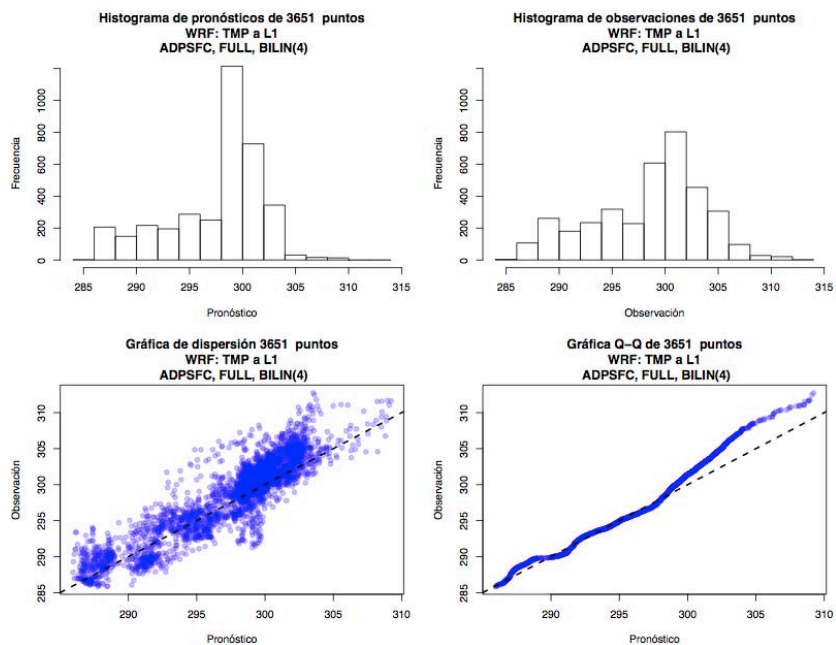 Histograma de pronósticos de 3651 puntos
WRF: TMP a L1
ADPSFC, FULL, BILIN(4)
Frecuencia
0 200 400 600 800 1000
285 290 295 300 305 310 315
Pronóstico
Histograma de observaciones de 3651 puntos
WRF: TMP a L1
ADPSFC, FULL, BILIN(4)
Frecuencia
0 200 400 600 800 1000
285 290 295 300 305 310 315
Observación
Gráfica de dispersión 3651 puntos
WRF: TMP a L1
ADPSFC, FULL, BILIN(4)
Observación
285 290 295 300 305 310
290 295 300 305 310
Pronóstico
Gráfica Q−Q de 3651 puntos
WRF: TMP a L1
ADPSFC, FULL, BILIN(4)
Observación
285 290 295 300 305 310
290 295 300 305 310
Pronóstico